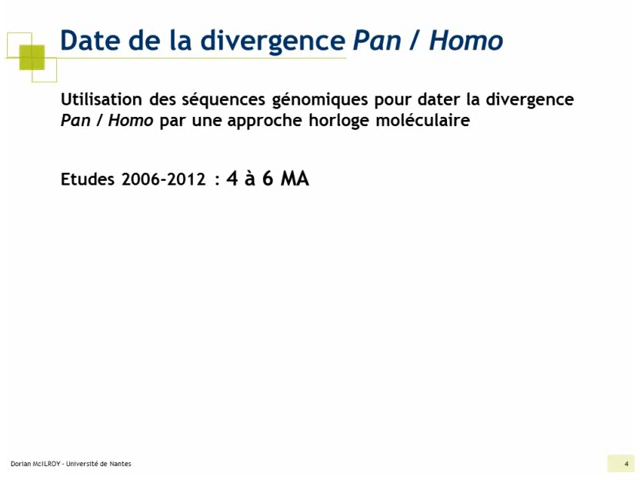 Date de la divergence Pan / Homo
Utilisation des séquences génomiques pour dater la divergence
Pan / Homo par une approche horloge moléculaire
Etudes 2006-2012 : 4 à 6 MA
Dorian McILROY - Université de Nantes
4